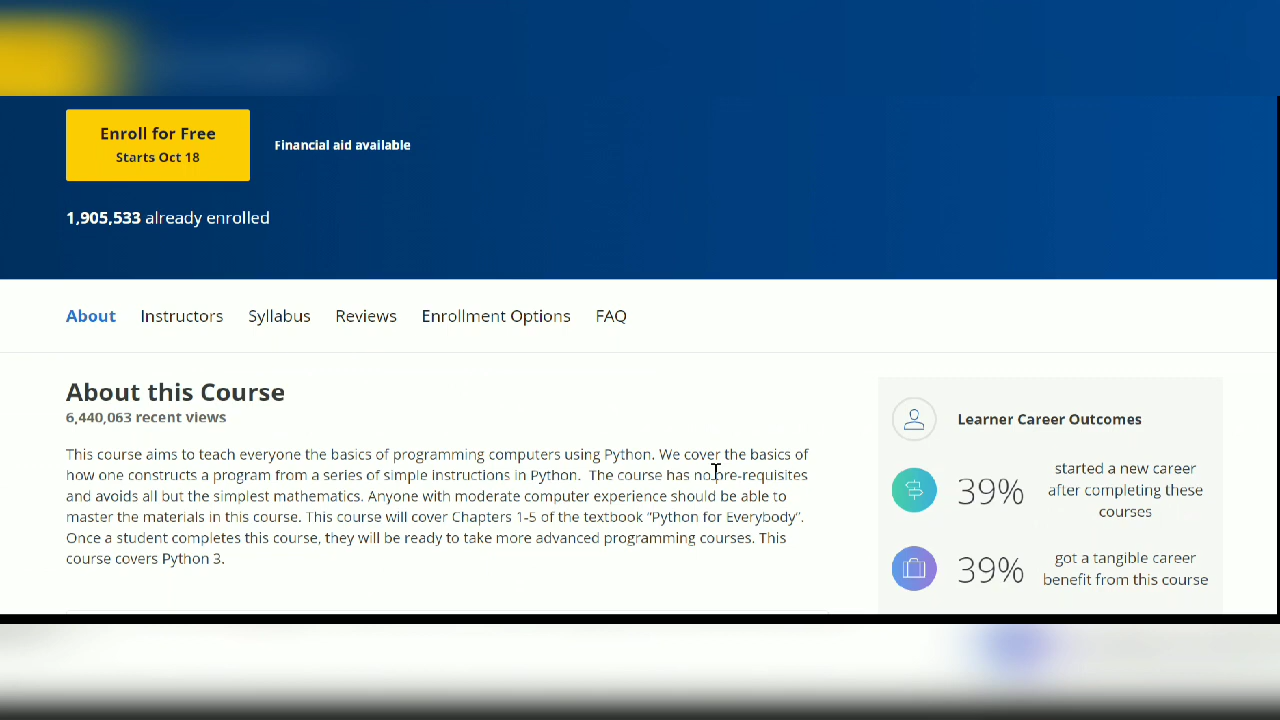 Enroll for Free
Starts Oct 18
Financial aid available
1,905,533 already enrolled
About Instructors Syllabus Reviews Enrollment Options FAQ
About this Course
6,440,063 recent views
This course aims to teach everyone the basics of programming computers using Python. We cover the basics of
how one constructs a program from a series of simple instructions in Python.  The course has no pre-requisites
and avoids all but the simplest mathematics. Anyone with moderate computer experience should be able to
master the materials in this course. This course will cover Chapters 1-5 of the textbook “Python for Everybody”.
Once a student completes this course, they will be ready to take more advanced programming courses. This
course covers Python 3.
Learner Career Outcomes
39%
started a new career
after completing these
courses
39%
got a tangible career
benefit from this course